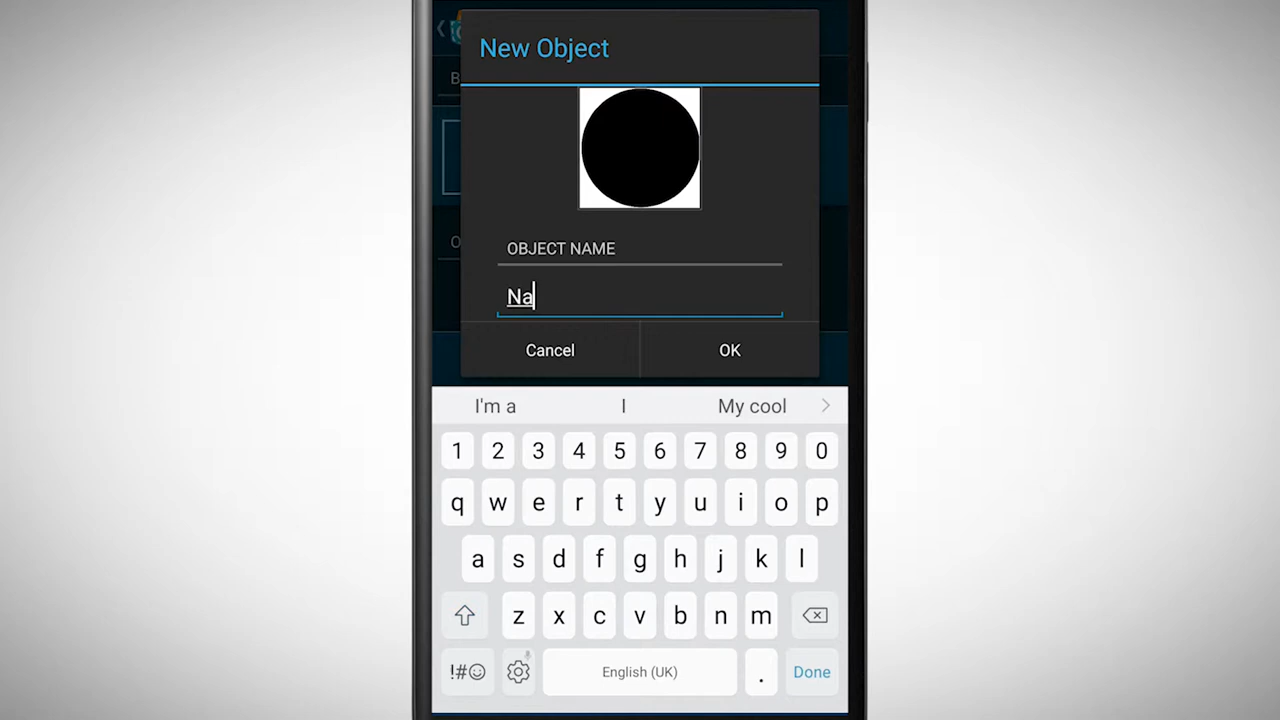 New Object
B
O
OBJECT NAME
Na
Cancel OK
I'm a I My cool
1 2 3 4 5 6 7 8 9 0
q w e r t y u i o p
a s d f g h j k l
z x c v b n m
!#☺ English (UK) . Done